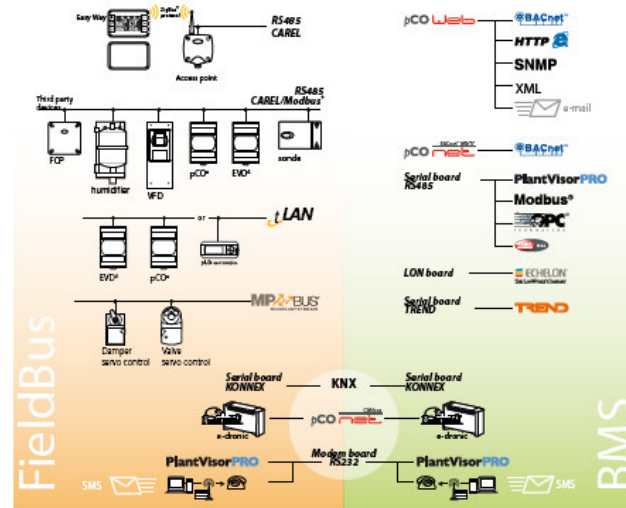 Easy Way
ZigBee®
protocol
RS485
CAREL
Access point
Third party
devices
RS485
CAREL/Modbus®
FCP
humidifier
VFD
pCO
EVD
sonde
or
tLAN
EVD
pCO
MP BUS
Damper
servo control
Valve
servo control
FieldBus
pCO Web
BACnet™
HTTP
SNMP
XML
e-mail
pCO net
BACnet™
Serial board
RS485
PlantVisorPRO
Modbus®
OPC
LON board
ECHELON
Serial board
TREND
TREND
BMS
Serial board
KONNEX
KNX
Serial board
KONNEX
pCO net
e-dronic
e-dronic
Modem board
RS232
PlantVisorPRO
PlantVisorPRO
SMS
SMS